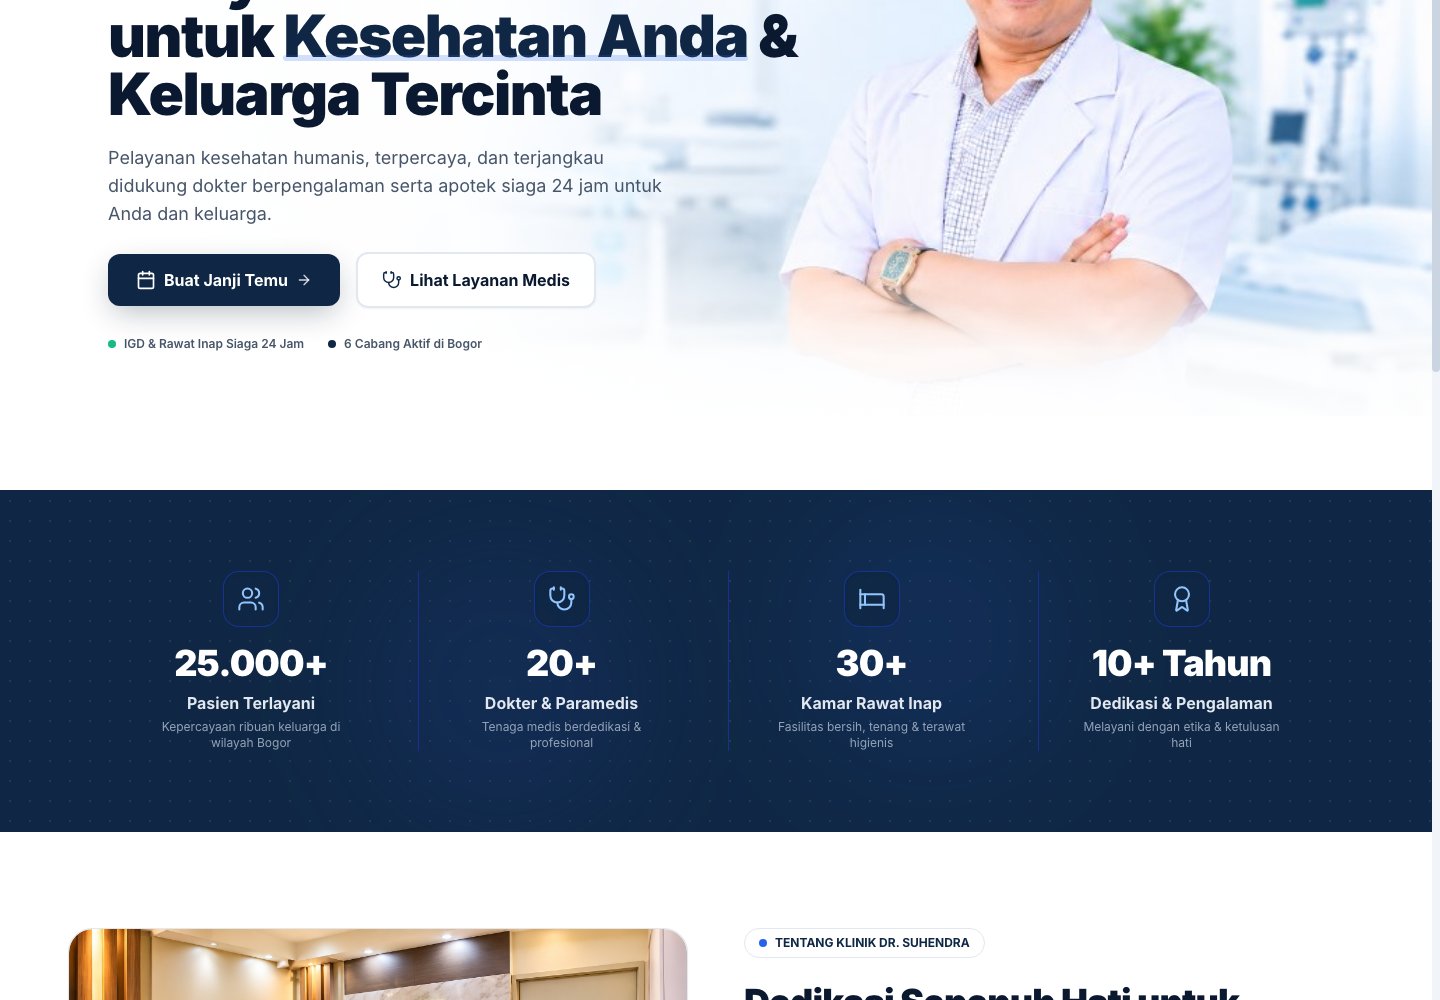 untuk Kesehatan Anda &
Keluarga Tercinta
Pelayanan kesehatan humanis, terpercaya, dan terjangkau
didukung dokter berpengalaman serta apotek siaga 24 jam untuk
Anda dan keluarga.
Buat Janji Temu
Lihat Layanan Medis
IGD & Rawat Inap Siaga 24 Jam
6 Cabang Aktif di Bogor
25.000+
Pasien Terlayani
Kepercayaan ribuan keluarga di
wilayah Bogor
20+
Dokter & Paramedis
Tenaga medis berdedikasi &
profesional
30+
Kamar Rawat Inap
Fasilitas bersih, tenang & terawat
higienis
10+ Tahun
Dedikasi & Pengalaman
Melayani dengan etika & ketulusan
hati
TENTANG KLINIK DR. SUHENDRA
Dedikasi Sepenuh Hati untuk